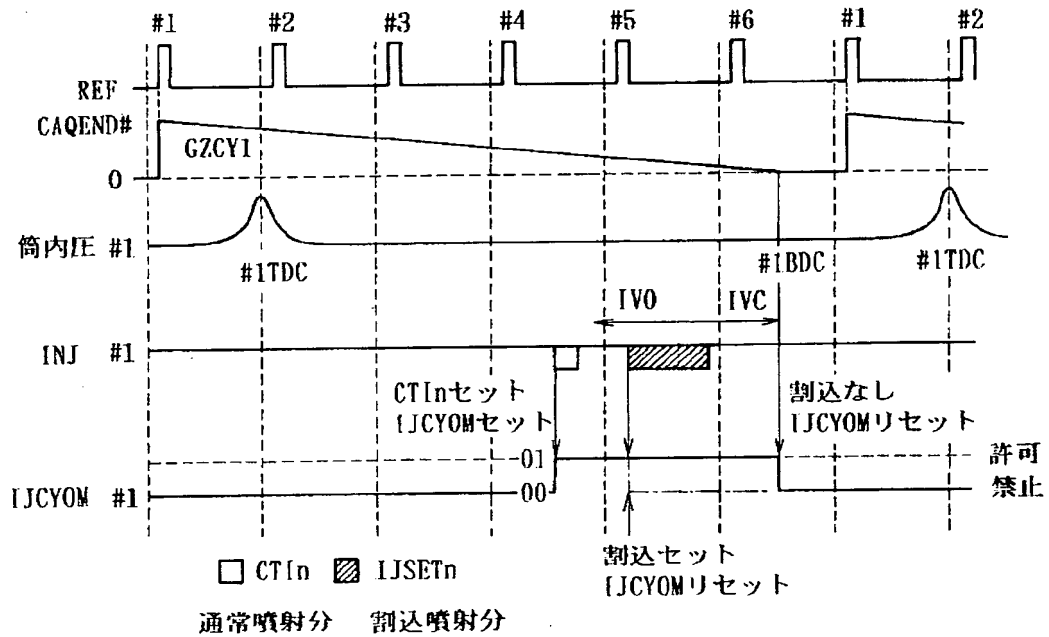 #1 #2 #3 #4 #5 #6 #1 #2
REF
CAQEND#
GZCY1
0
筒内圧 #1
#1TDC #1BDC #1TDC
IVO IVC
INJ #1
CTInセット
IJCYOMセット
割込なし
IJCYOMリセット
01 許可
IJCYOM #1 00 禁止
割込セット
IJCYOMリセット
CTIn IJSETn
通常噴射分 割込噴射分